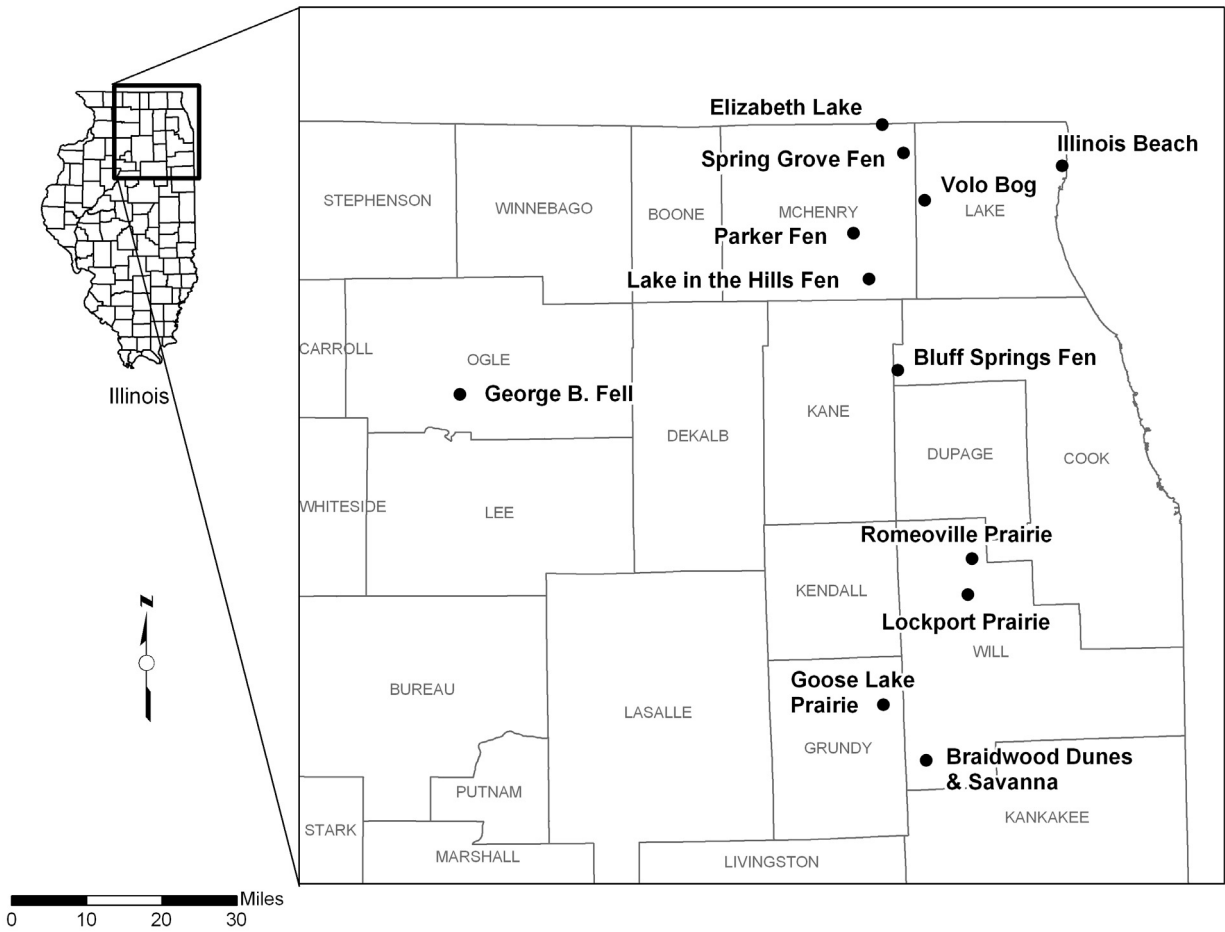 Elizabeth Lake
Illinois Beach
Spring Grove Fen
Volo Bog
STEPHENSON
WINNEBAGO
BOONE
MCHENRY
LAKE
Parker Fen
Lake in the Hills Fen
CARROLL
OGLE
Bluff Springs Fen
George B. Fell
Illinois
KANE
DEKALB
DUPAGE
COOK
WHITESIDE
LEE
Romeoville Prairie
KENDALL
Lockport Prairie
WILL
N
BUREAU
LASALLE
Goose Lake
Prairie
GRUNDY
Braidwood Dunes
& Savanna
PUTNAM
KANKAKEE
STARK
MARSHALL
LIVINGSTON
Miles
0 10 20 30